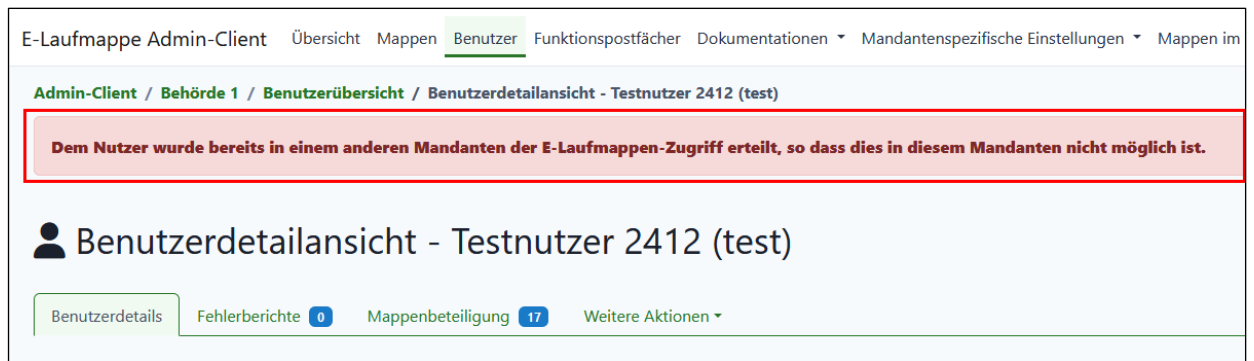 E-Laufmappe Admin-Client Übersicht Mappen Benutzer Funktionspostfächer Dokumentationen Mandantenspezifische Einstellungen Mappen im
Admin-Client / Behörde 1 / Benutzerübersicht / Benutzerdetailansicht - Testnutzer 2412 (test)
Dem Nutzer wurde bereits in einem anderen Mandanten der E-Laufmappen-Zugriff erteilt, so dass dies in diesem Mandanten nicht möglich ist.
Benutzerdetailansicht - Testnutzer 2412 (test)
Benutzerdetails Fehlerberichte 0 Mappenbeteiligung 17 Weitere Aktionen